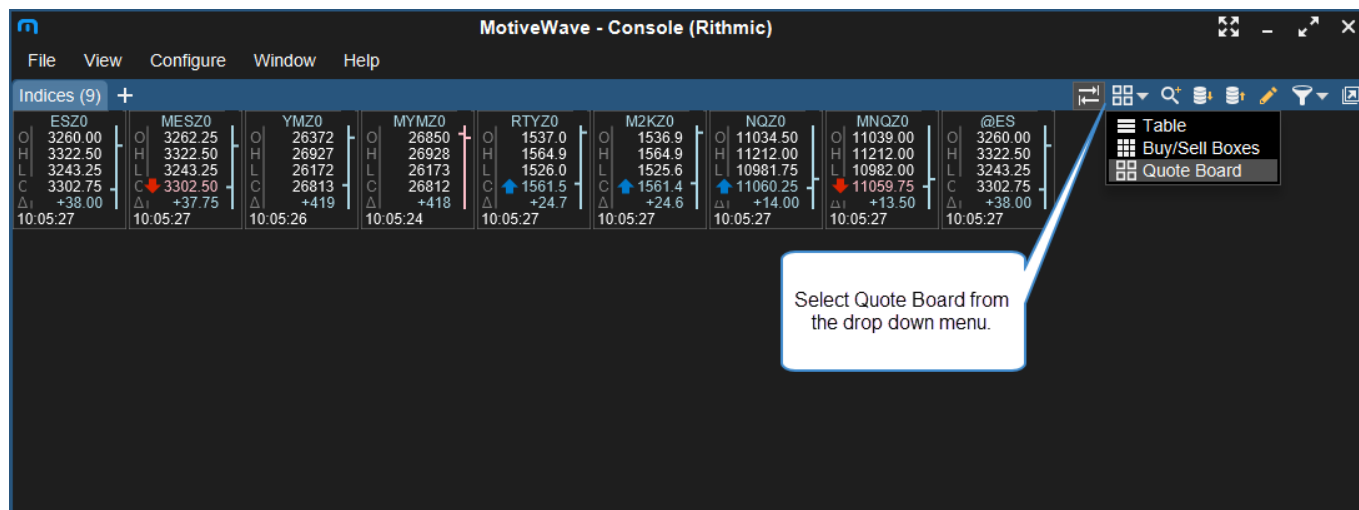 MotiveWave - Console (Rithmic)
File View Configure Window Help
Indices (9) +
ESZ0 MESZ0 YMZ0 MYMZ0 RTYZ0 M2KZ0 NQZ0 MNQZ0 @ES
O 3260.00 O 3262.25 O 26372 O 26850 O 1537.0 O 1536.9 O 11034.50 O 11039.00 O 3260.00
H 3322.50 H 3322.50 H 26927 H 26928 H 1564.9 H 1564.9 H 11212.00 H 11212.00 H 3322.50
L 3243.25 L 3243.25 L 26172 L 26173 L 1526.0 L 1525.6 L 10981.75 L 10982.00 L 3243.25
C 3302.75 C 3302.50 C 26813 C 26812 C 1561.5 C 1561.4 C 11060.25 C 11059.75 C 3302.75
Δ +38.00 Δ +37.75 Δ +419 Δ +418 Δ +24.7 Δ +24.6 Δ +14.00 Δ +13.50 Δ +38.00
10:05:27 10:05:27 10:05:26 10:05:24 10:05:27 10:05:27 10:05:27 10:05:27 10:05:27
Table
Buy/Sell Boxes
Quote Board
Select Quote Board from
the drop down menu.